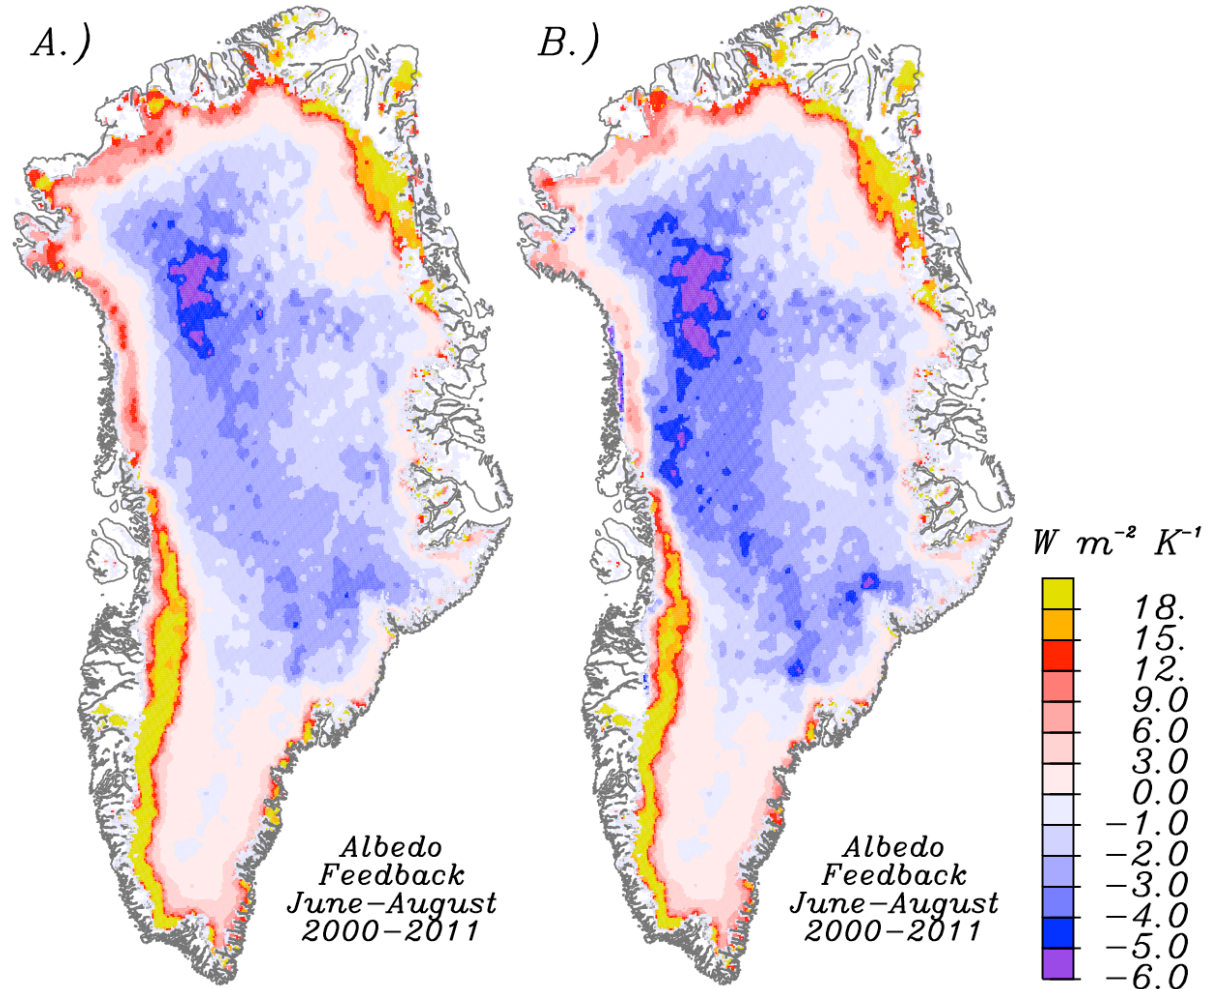 A.)
B.)
Albedo
Feedback
June-August
2000-2011
Albedo
Feedback
June-August
2000-2011
W m⁻² K⁻¹
18.
15.
12.
9.0
6.0
3.0
0.0
-1.0
-2.0
-3.0
-4.0
-5.0
-6.0